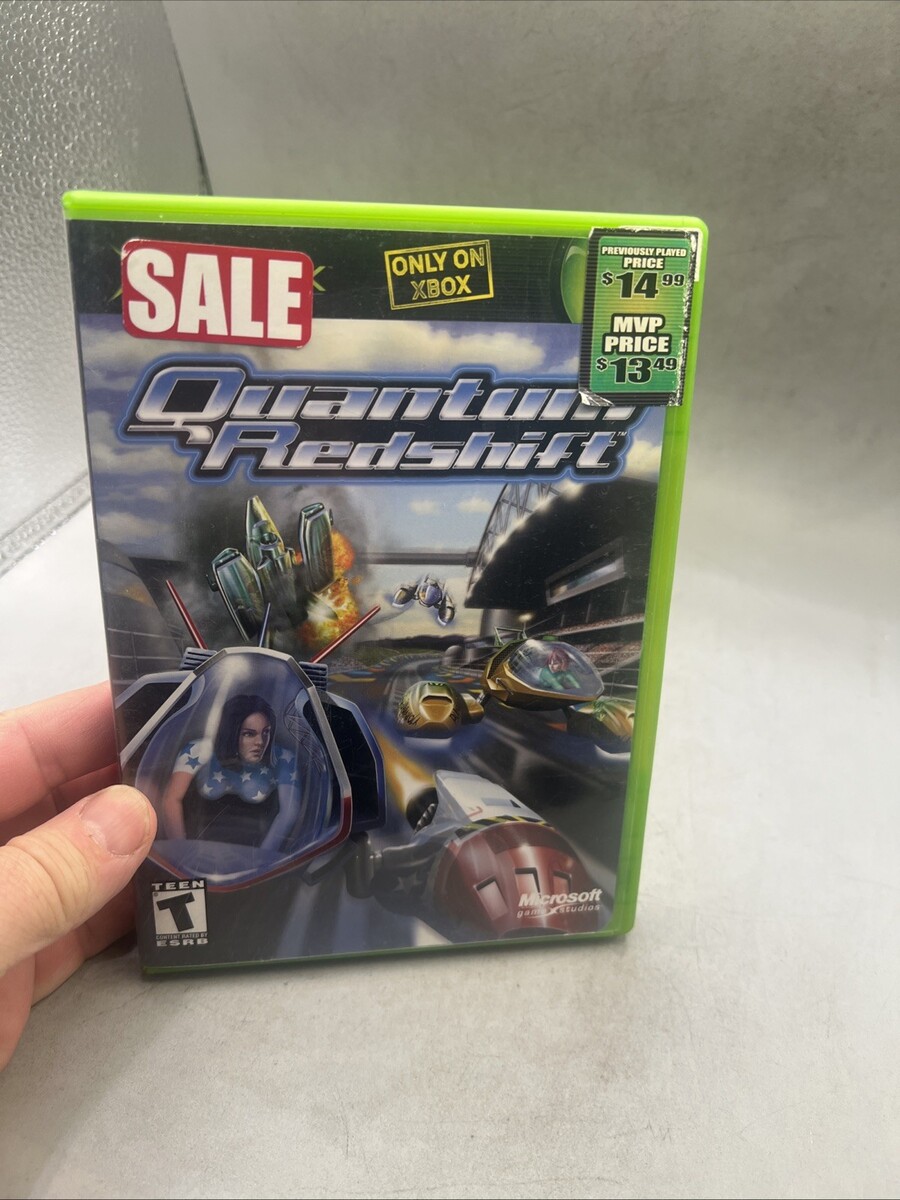 SALE
ONLY ON
XBOX
PREVIOUSLY PLAYED
PRICE
$14.99
MVP
PRICE
$13.49
Quantum
Redshift™
TEEN
T
CONTENT RATED BY
ESRB
Microsoft
game studios